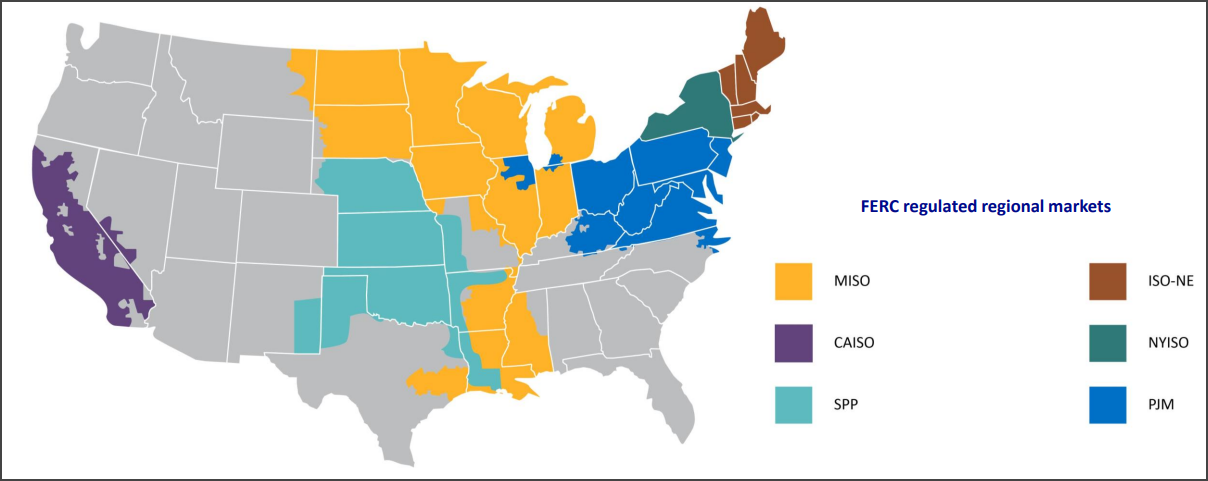 FERC regulated regional markets
MISO
ISO-NE
CAISO
NYISO
SPP
PJM